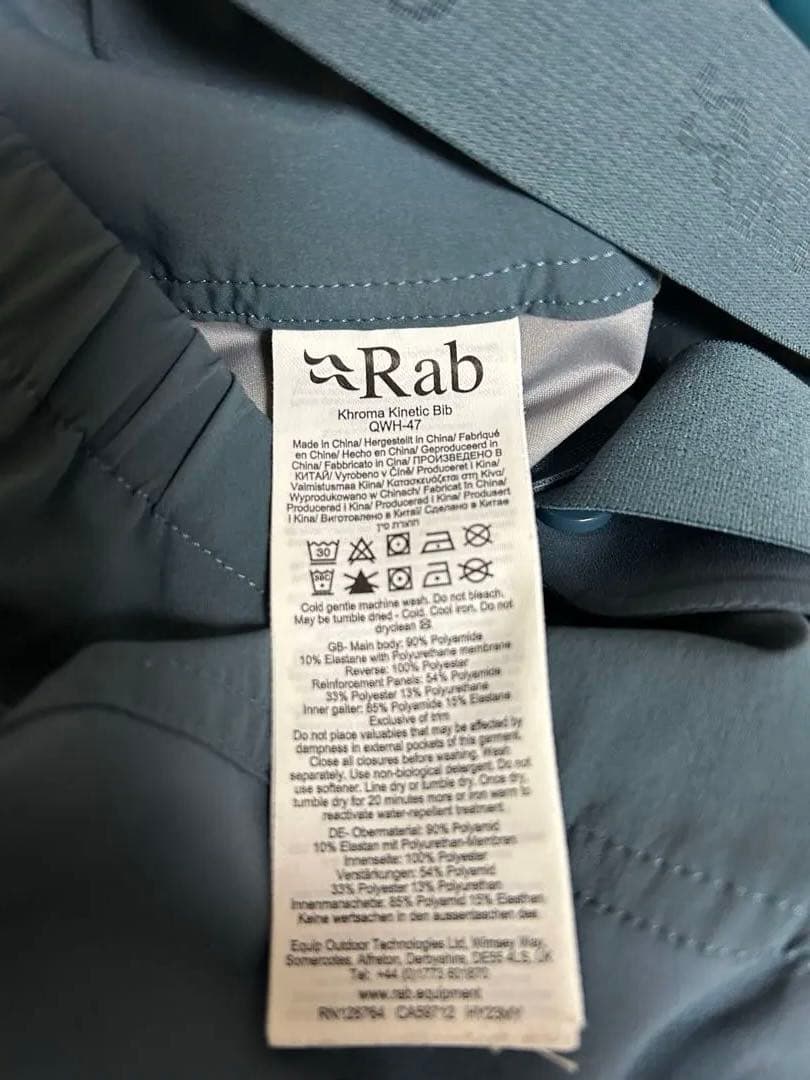 Rab
Khroma Kinetic Bib
QWH-47
Made in China/ Hergestellt in China/ Fabriqué
en Chine/ Hecho en China/ Geproduceerd in
China/ Fabbricato in Cina/ ПРОИЗВЕДЕНО В
КИТАЙ/ Vyrobeno v Číně/ Produceret i Kina/
Valmistusmaa Kiina/ Κατασκευάζεται στη Κίνα/
Wyprodukowano w Chinach/ Fabricat în China/
Producerad i Kina/ Producerad i Kina/ Produsert
i Kina/ Виготовлено в Китаї/ Сделано в Китае
תוצרת סין
30
30C
Cold gentle machine wash. Do not bleach.
May be tumble dried - Cold. Cool iron. Do not
dryclean
GB- Main body: 90% Polyamide
10% Elastane with Polyurethane membrane
Reverse: 100% Polyester
Reinforcement Panels: 54% Polyamide
33% Polyester 13% Polyurethane
Inner gaiter: 85% Polyamide 15% Elastane
Exclusive of trim
Do not place valuables that may be affected by
dampness in external pockets of this garment.
Close all closures before washing. Wash
separately. Use non-biological detergent. Do not
use softener. Line dry or tumble dry. Once dry,
tumble dry for 20 minutes more or iron warm to
reactivate water-repellent treatment.
DE- Obermaterial: 90% Polyamid
10% Elastan mit Polyurethan-Membran
Innenseite: 100% Polyester
Verstärkungen: 54% Polyamid
33% Polyester 13% Polyurethan
Innenmanschette: 85% Polyamid 15% Elasthan
Keine wertsachen in den aussentaschen des
Equip Outdoor Technologies Ltd, Wimsey Way,
Somercotes, Alfreton, Derbyshire, DE55 4LS, UK
Tel: +44 (0)1773 601870
www.rab.equipment
RN128764 CA58712